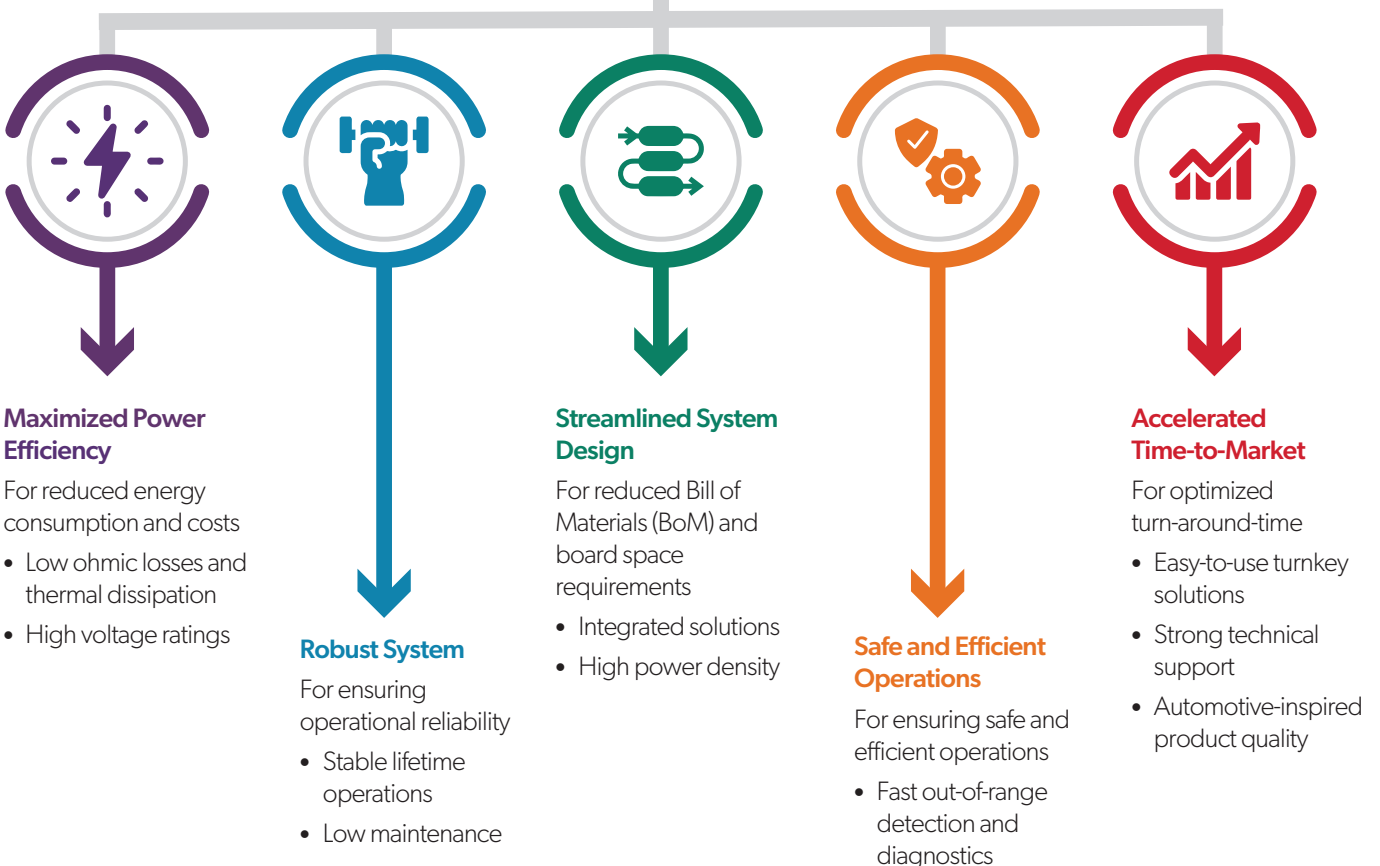 Maximized Power
Efficiency
For reduced energy
consumption and costs
• Low ohmic losses and
thermal dissipation
• High voltage ratings
Robust System
For ensuring
operational reliability
• Stable lifetime
operations
• Low maintenance
Streamlined System
Design
For reduced Bill of
Materials (BoM) and
board space
requirements
• Integrated solutions
• High power density
Safe and Efficient
Operations
For ensuring safe and
efficient operations
• Fast out-of-range
detection and
diagnostics
Accelerated
Time-to-Market
For optimized
turn-around-time
• Easy-to-use turnkey
solutions
• Strong technical
support
• Automotive-inspired
product quality